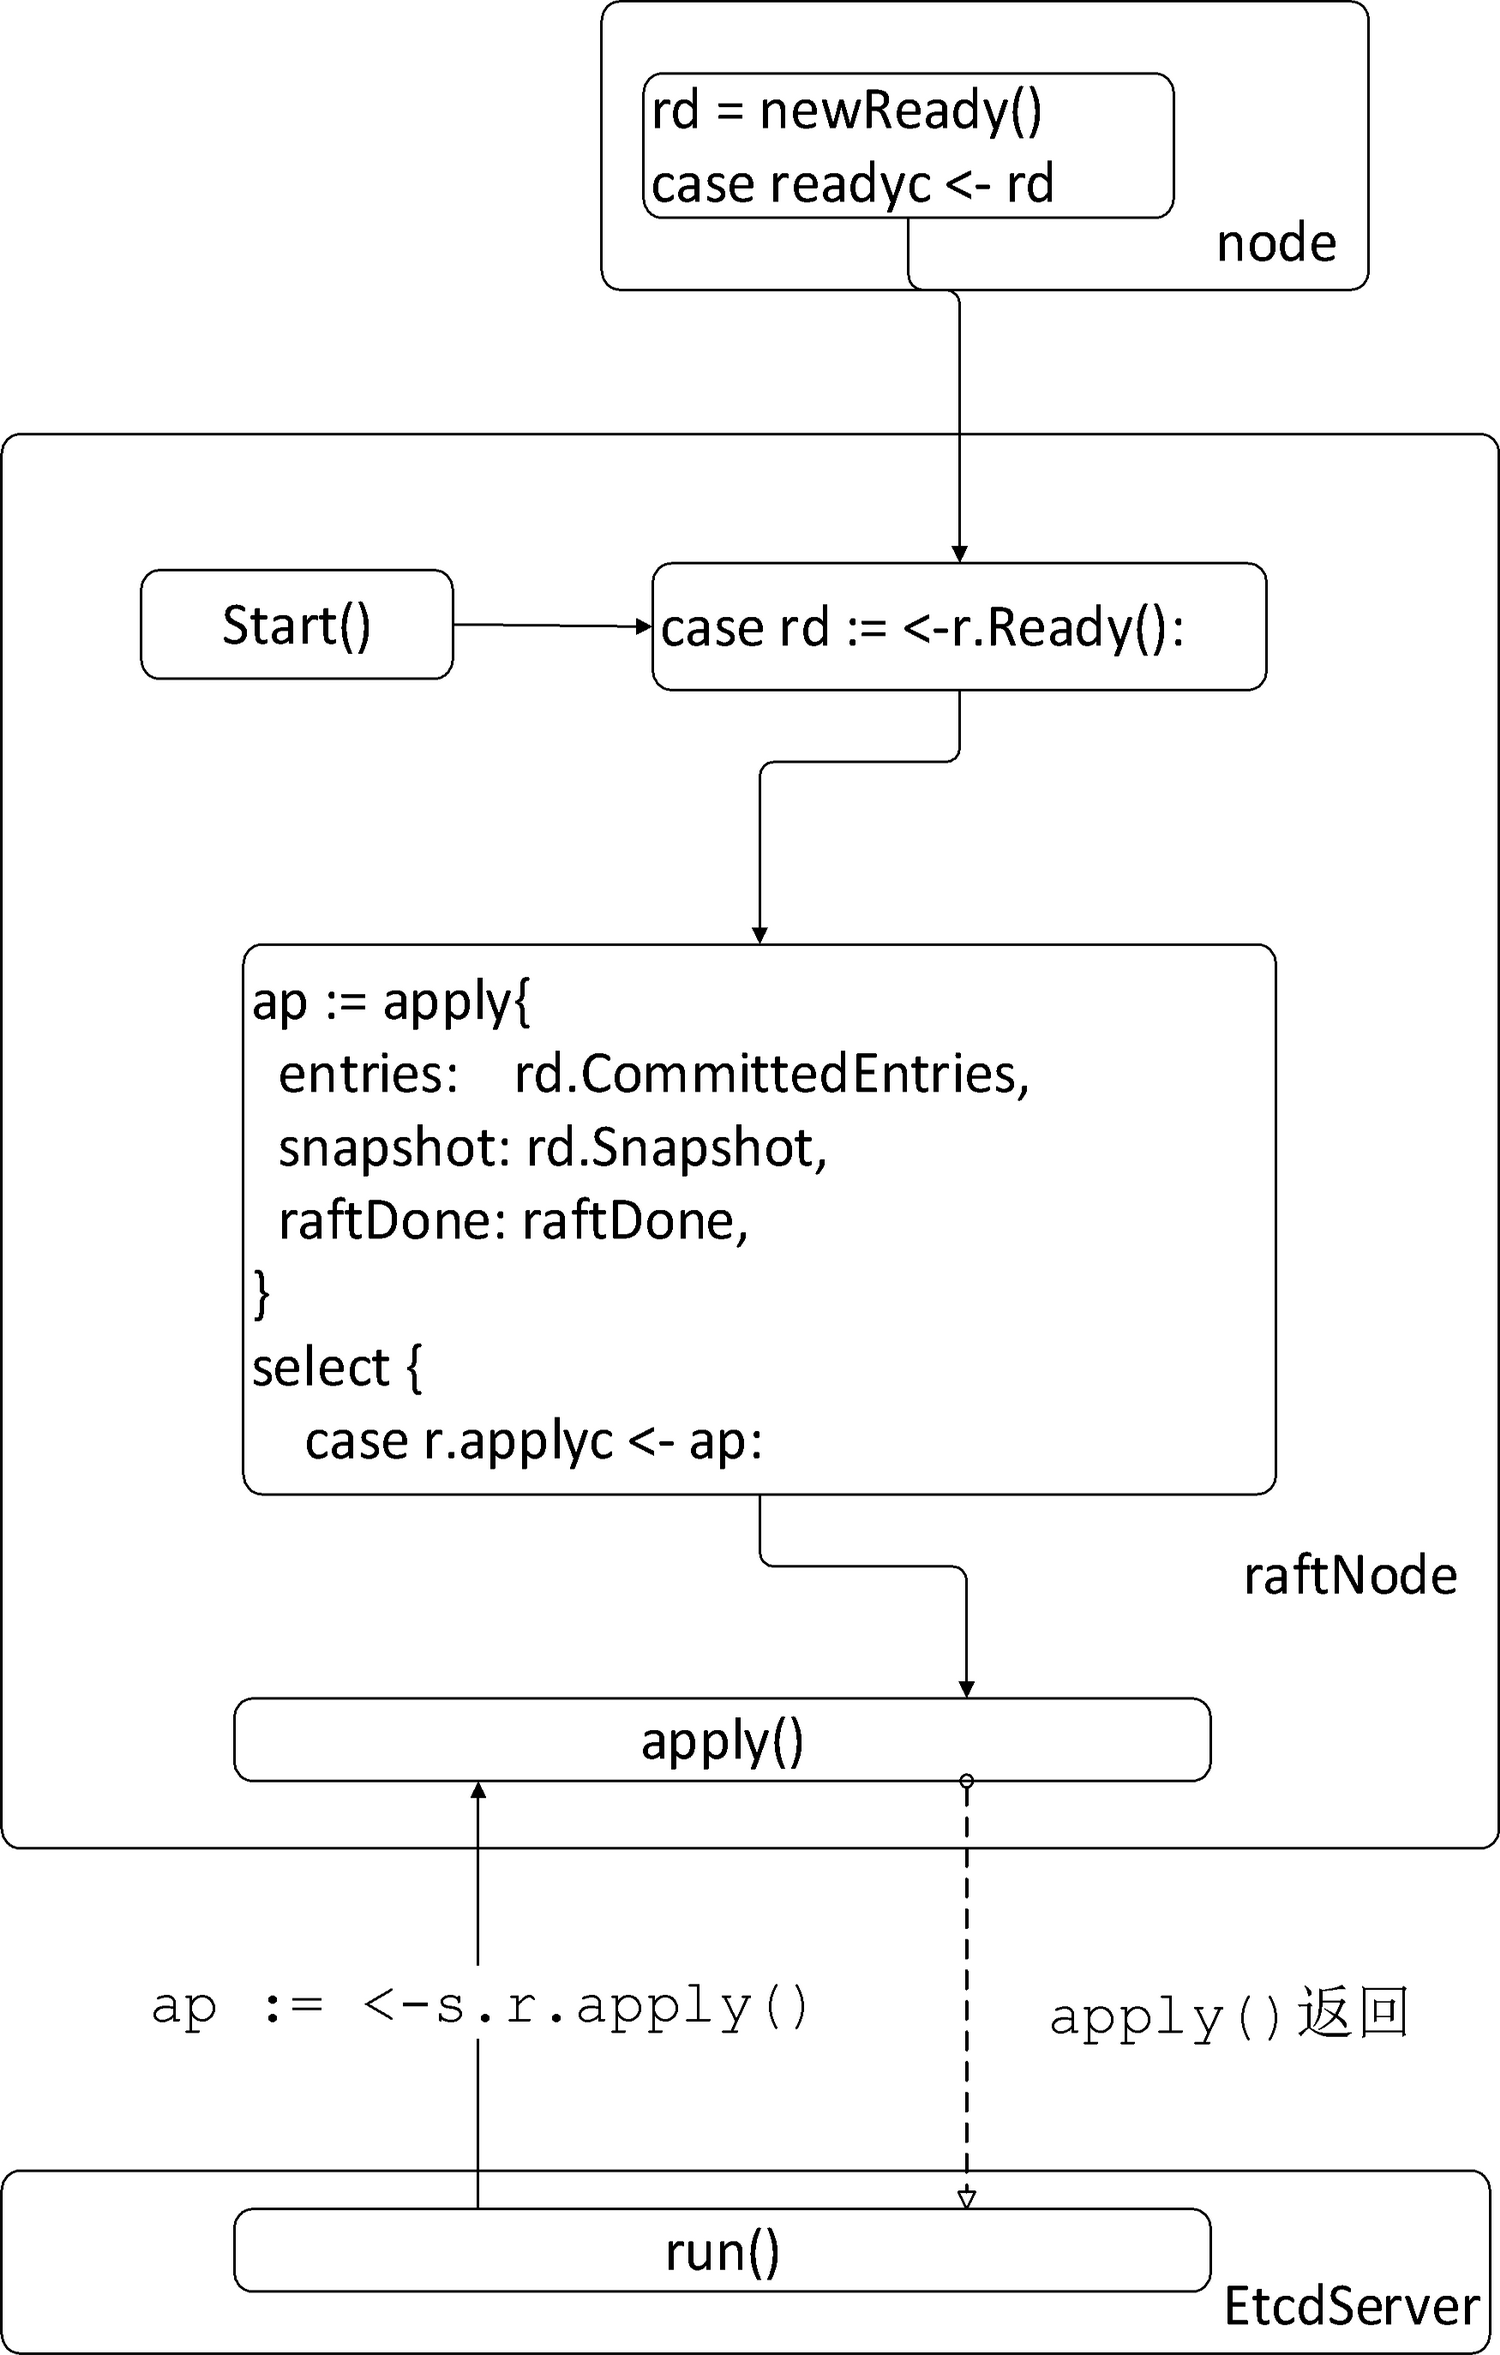 rd = newReady()
case readyc <- rd
node
Start()
case rd := <-r.Ready():
ap := apply{
entries: rd.CommittedEntries,
snapshot: rd.Snapshot,
raftDone: raftDone,
}
select {
case r.applyc <- ap:
raftNode
apply()
ap := <-s.r.apply()
apply()返回
run()
EtcdServer